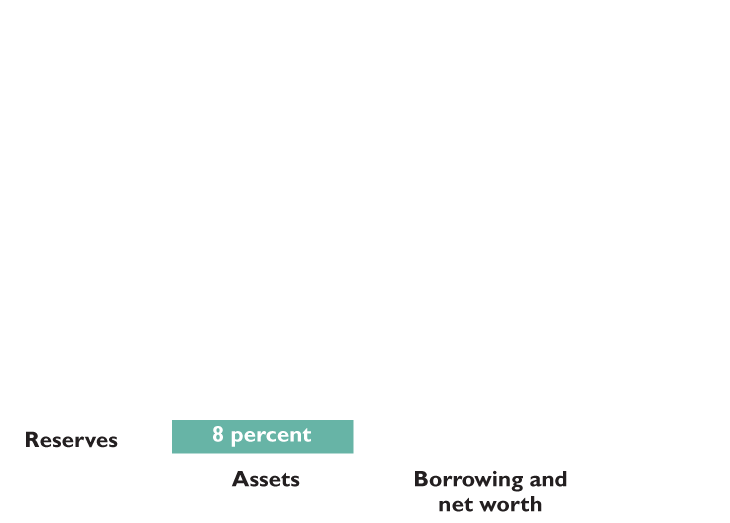 Reserves
8 percent
Assets
Borrowing and
net worth